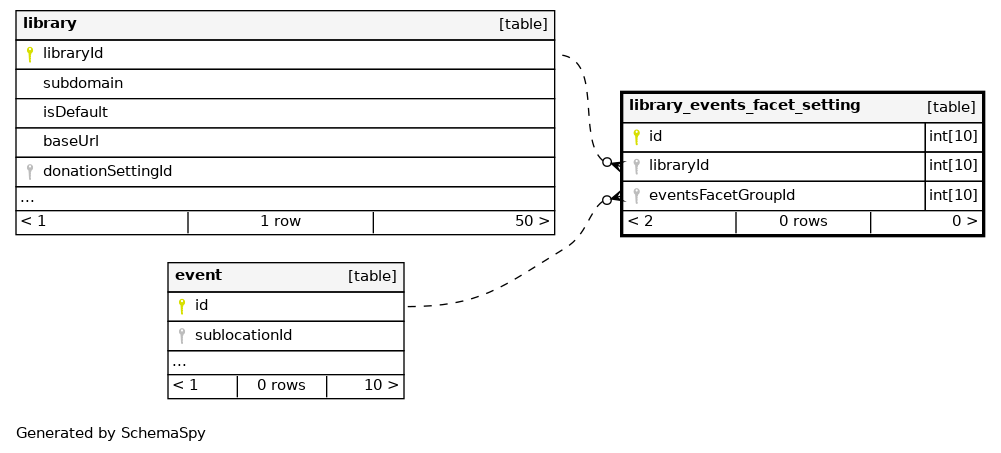 library [table]
libraryId
subdomain
isDefault
baseUrl
donationSettingId
...
< 1 1 row 50 >
library_events_facet_setting [table]
id int[10]
libraryId int[10]
eventsFacetGroupId int[10]
< 2 0 rows 0 >
event [table]
id
sublocationId
...
< 1 0 rows 10 >
Generated by SchemaSpy